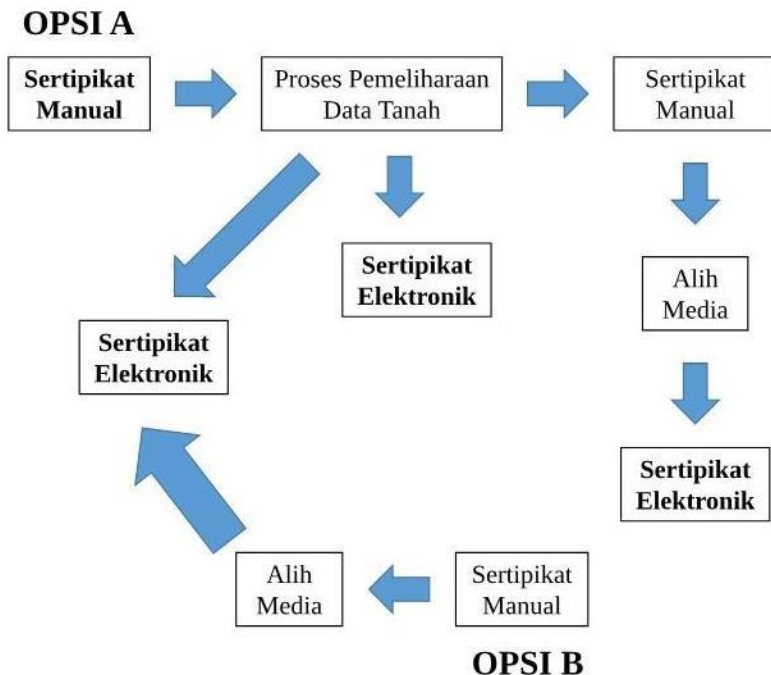 OPSI A
Sertipikat
Manual
Proses Pemeliharaan
Data Tanah
Sertipikat
Manual
Sertipikat
Elektronik
Alih
Media
Sertipikat
Elektronik
Sertipikat
Elektronik
Alih
Media
Sertipikat
Manual
OPSI B